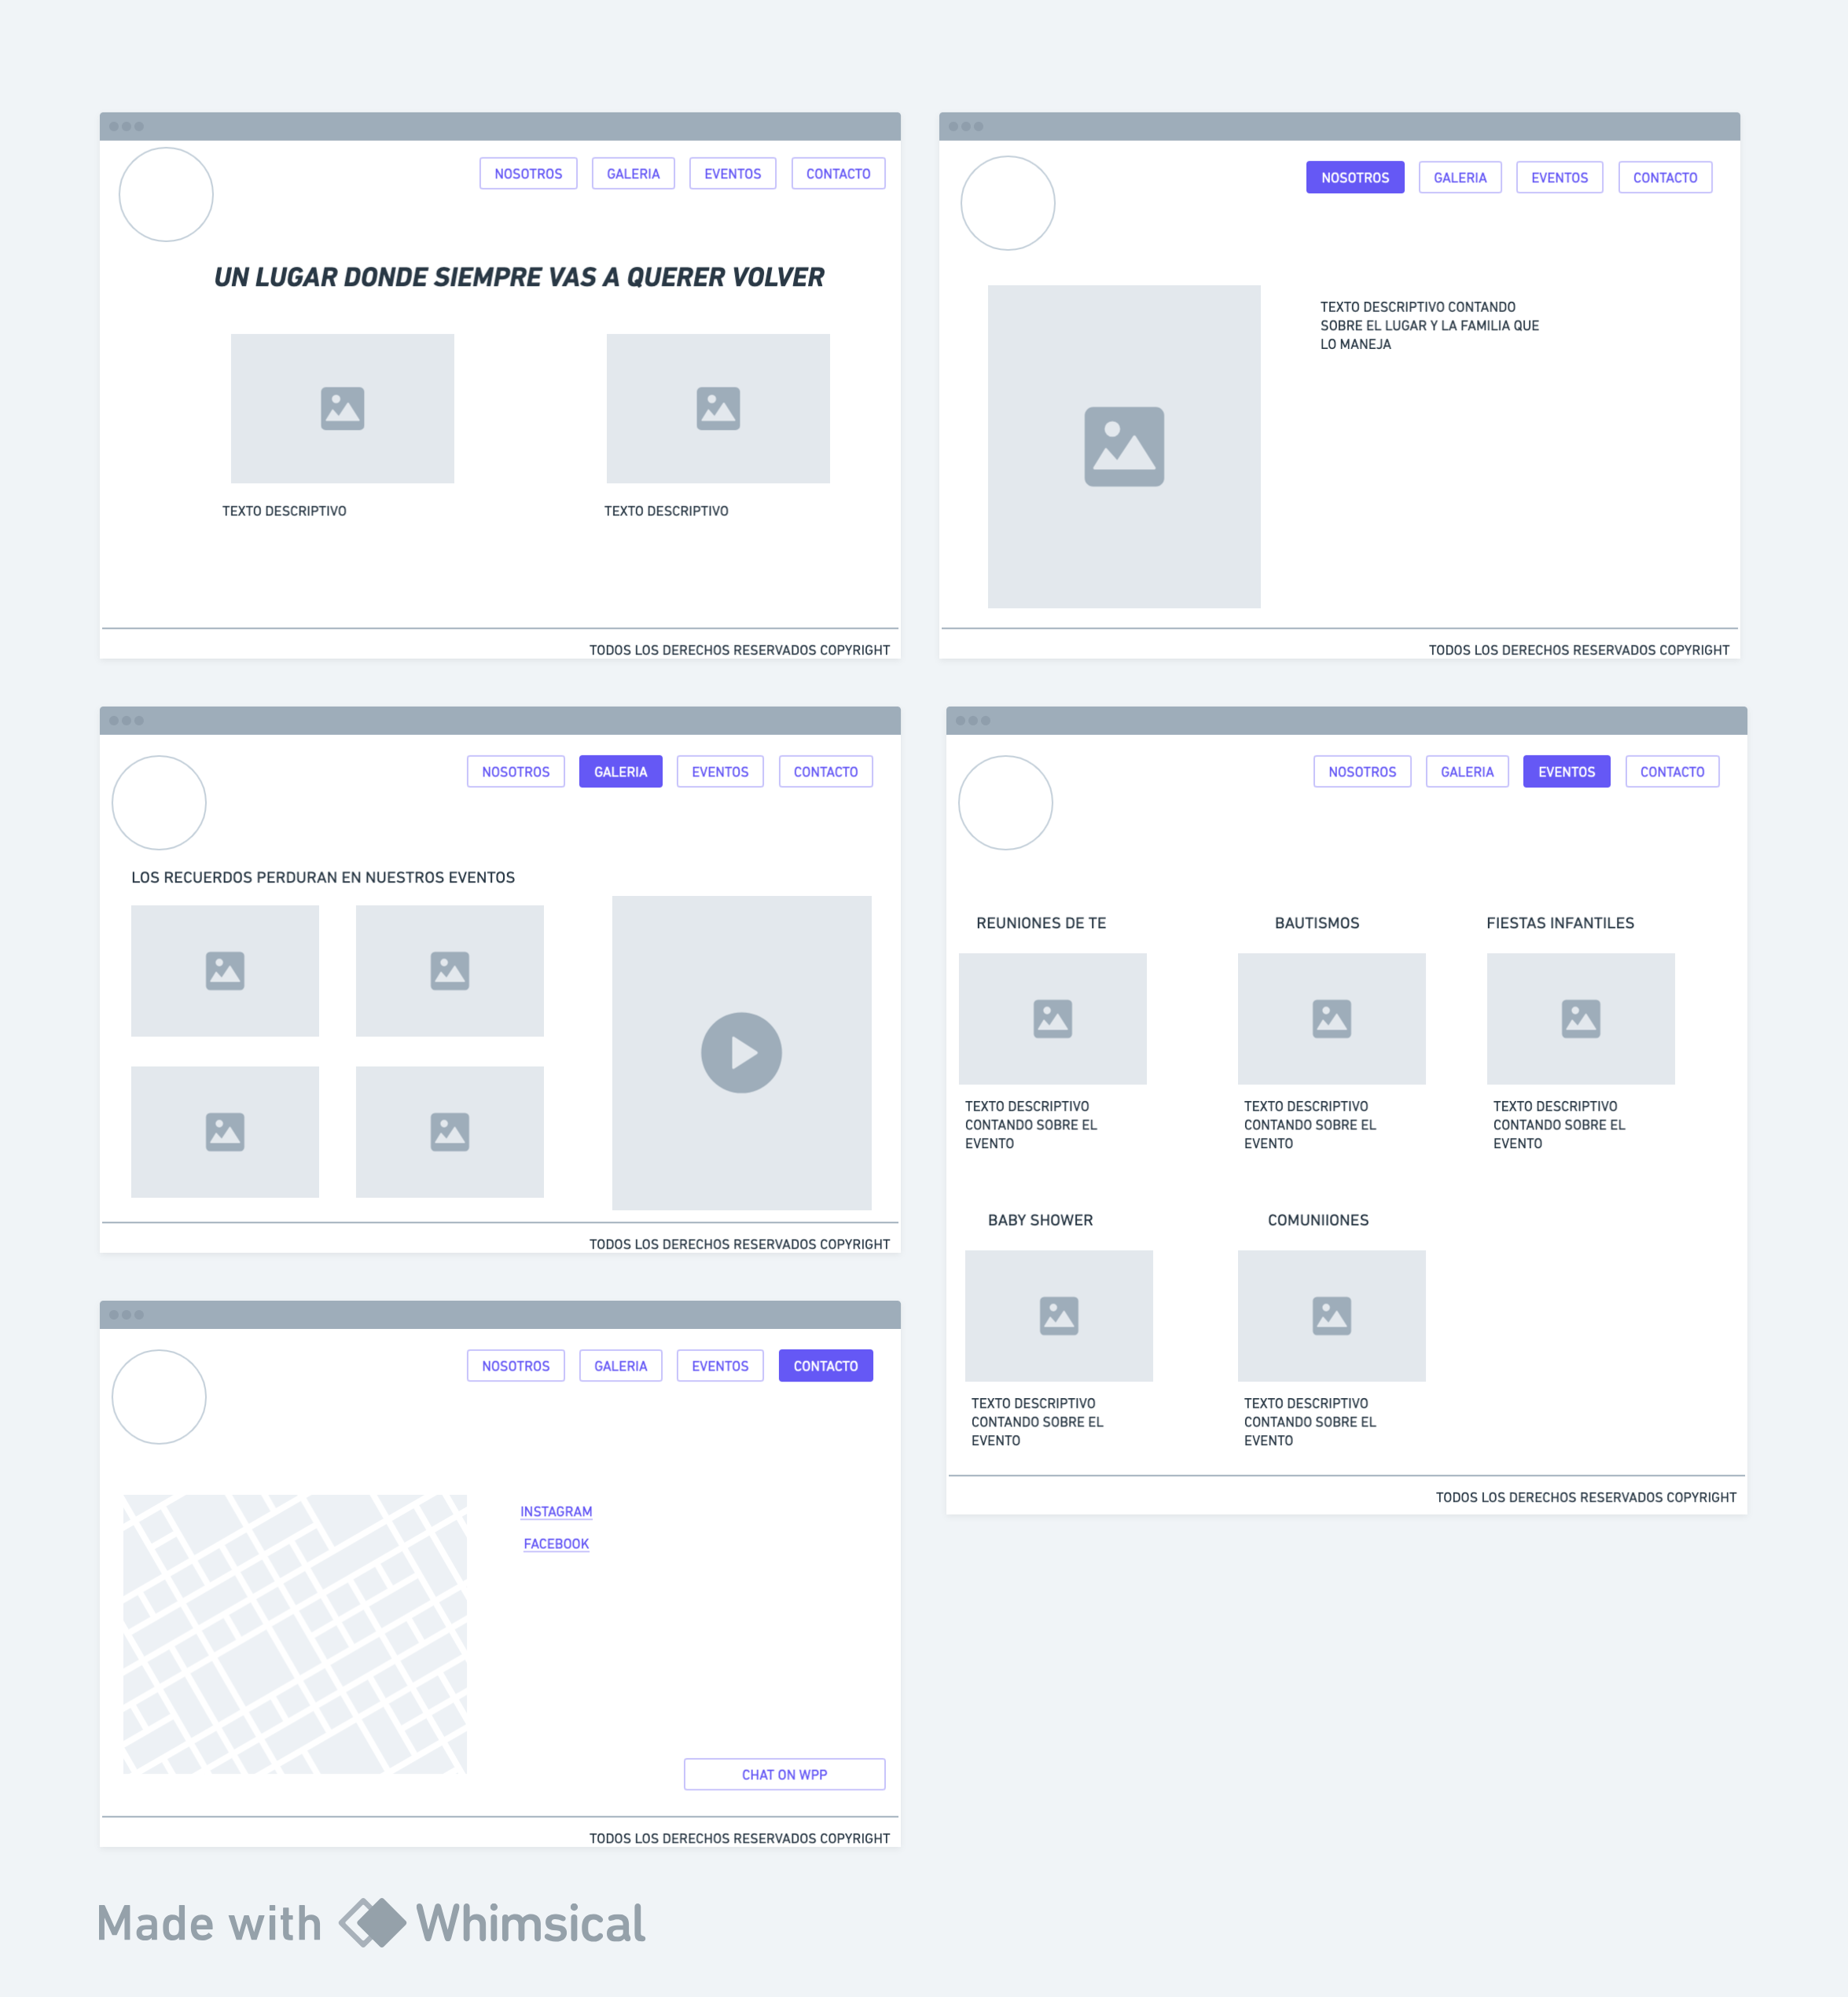 NOSOTROS
GALERIA
EVENTOS
CONTACTO
UN LUGAR DONDE SIEMPRE VAS A QUERER VOLVER
TEXTO DESCRIPTIVO
TEXTO DESCRIPTIVO
TODOS LOS DERECHOS RESERVADOS COPYRIGHT
NOSOTROS
GALERIA
EVENTOS
CONTACTO
TEXTO DESCRIPTIVO CONTANDO
SOBRE EL LUGAR Y LA FAMILIA QUE
LO MANEJA
TODOS LOS DERECHOS RESERVADOS COPYRIGHT
NOSOTROS
GALERIA
EVENTOS
CONTACTO
LOS RECUERDOS PERDURAN EN NUESTROS EVENTOS
TODOS LOS DERECHOS RESERVADOS COPYRIGHT
NOSOTROS
GALERIA
EVENTOS
CONTACTO
REUNIONES DE TE
TEXTO DESCRIPTIVO
CONTANDO SOBRE EL
EVENTO
BAUTISMOS
TEXTO DESCRIPTIVO
CONTANDO SOBRE EL
EVENTO
FIESTAS INFANTILES
TEXTO DESCRIPTIVO
CONTANDO SOBRE EL
EVENTO
BABY SHOWER
TEXTO DESCRIPTIVO
CONTANDO SOBRE EL
EVENTO
COMUNIIONES
TEXTO DESCRIPTIVO
CONTANDO SOBRE EL
EVENTO
TODOS LOS DERECHOS RESERVADOS COPYRIGHT
NOSOTROS
GALERIA
EVENTOS
CONTACTO
INSTAGRAM
FACEBOOK
CHAT ON WPP
TODOS LOS DERECHOS RESERVADOS COPYRIGHT
Made with Whimsical